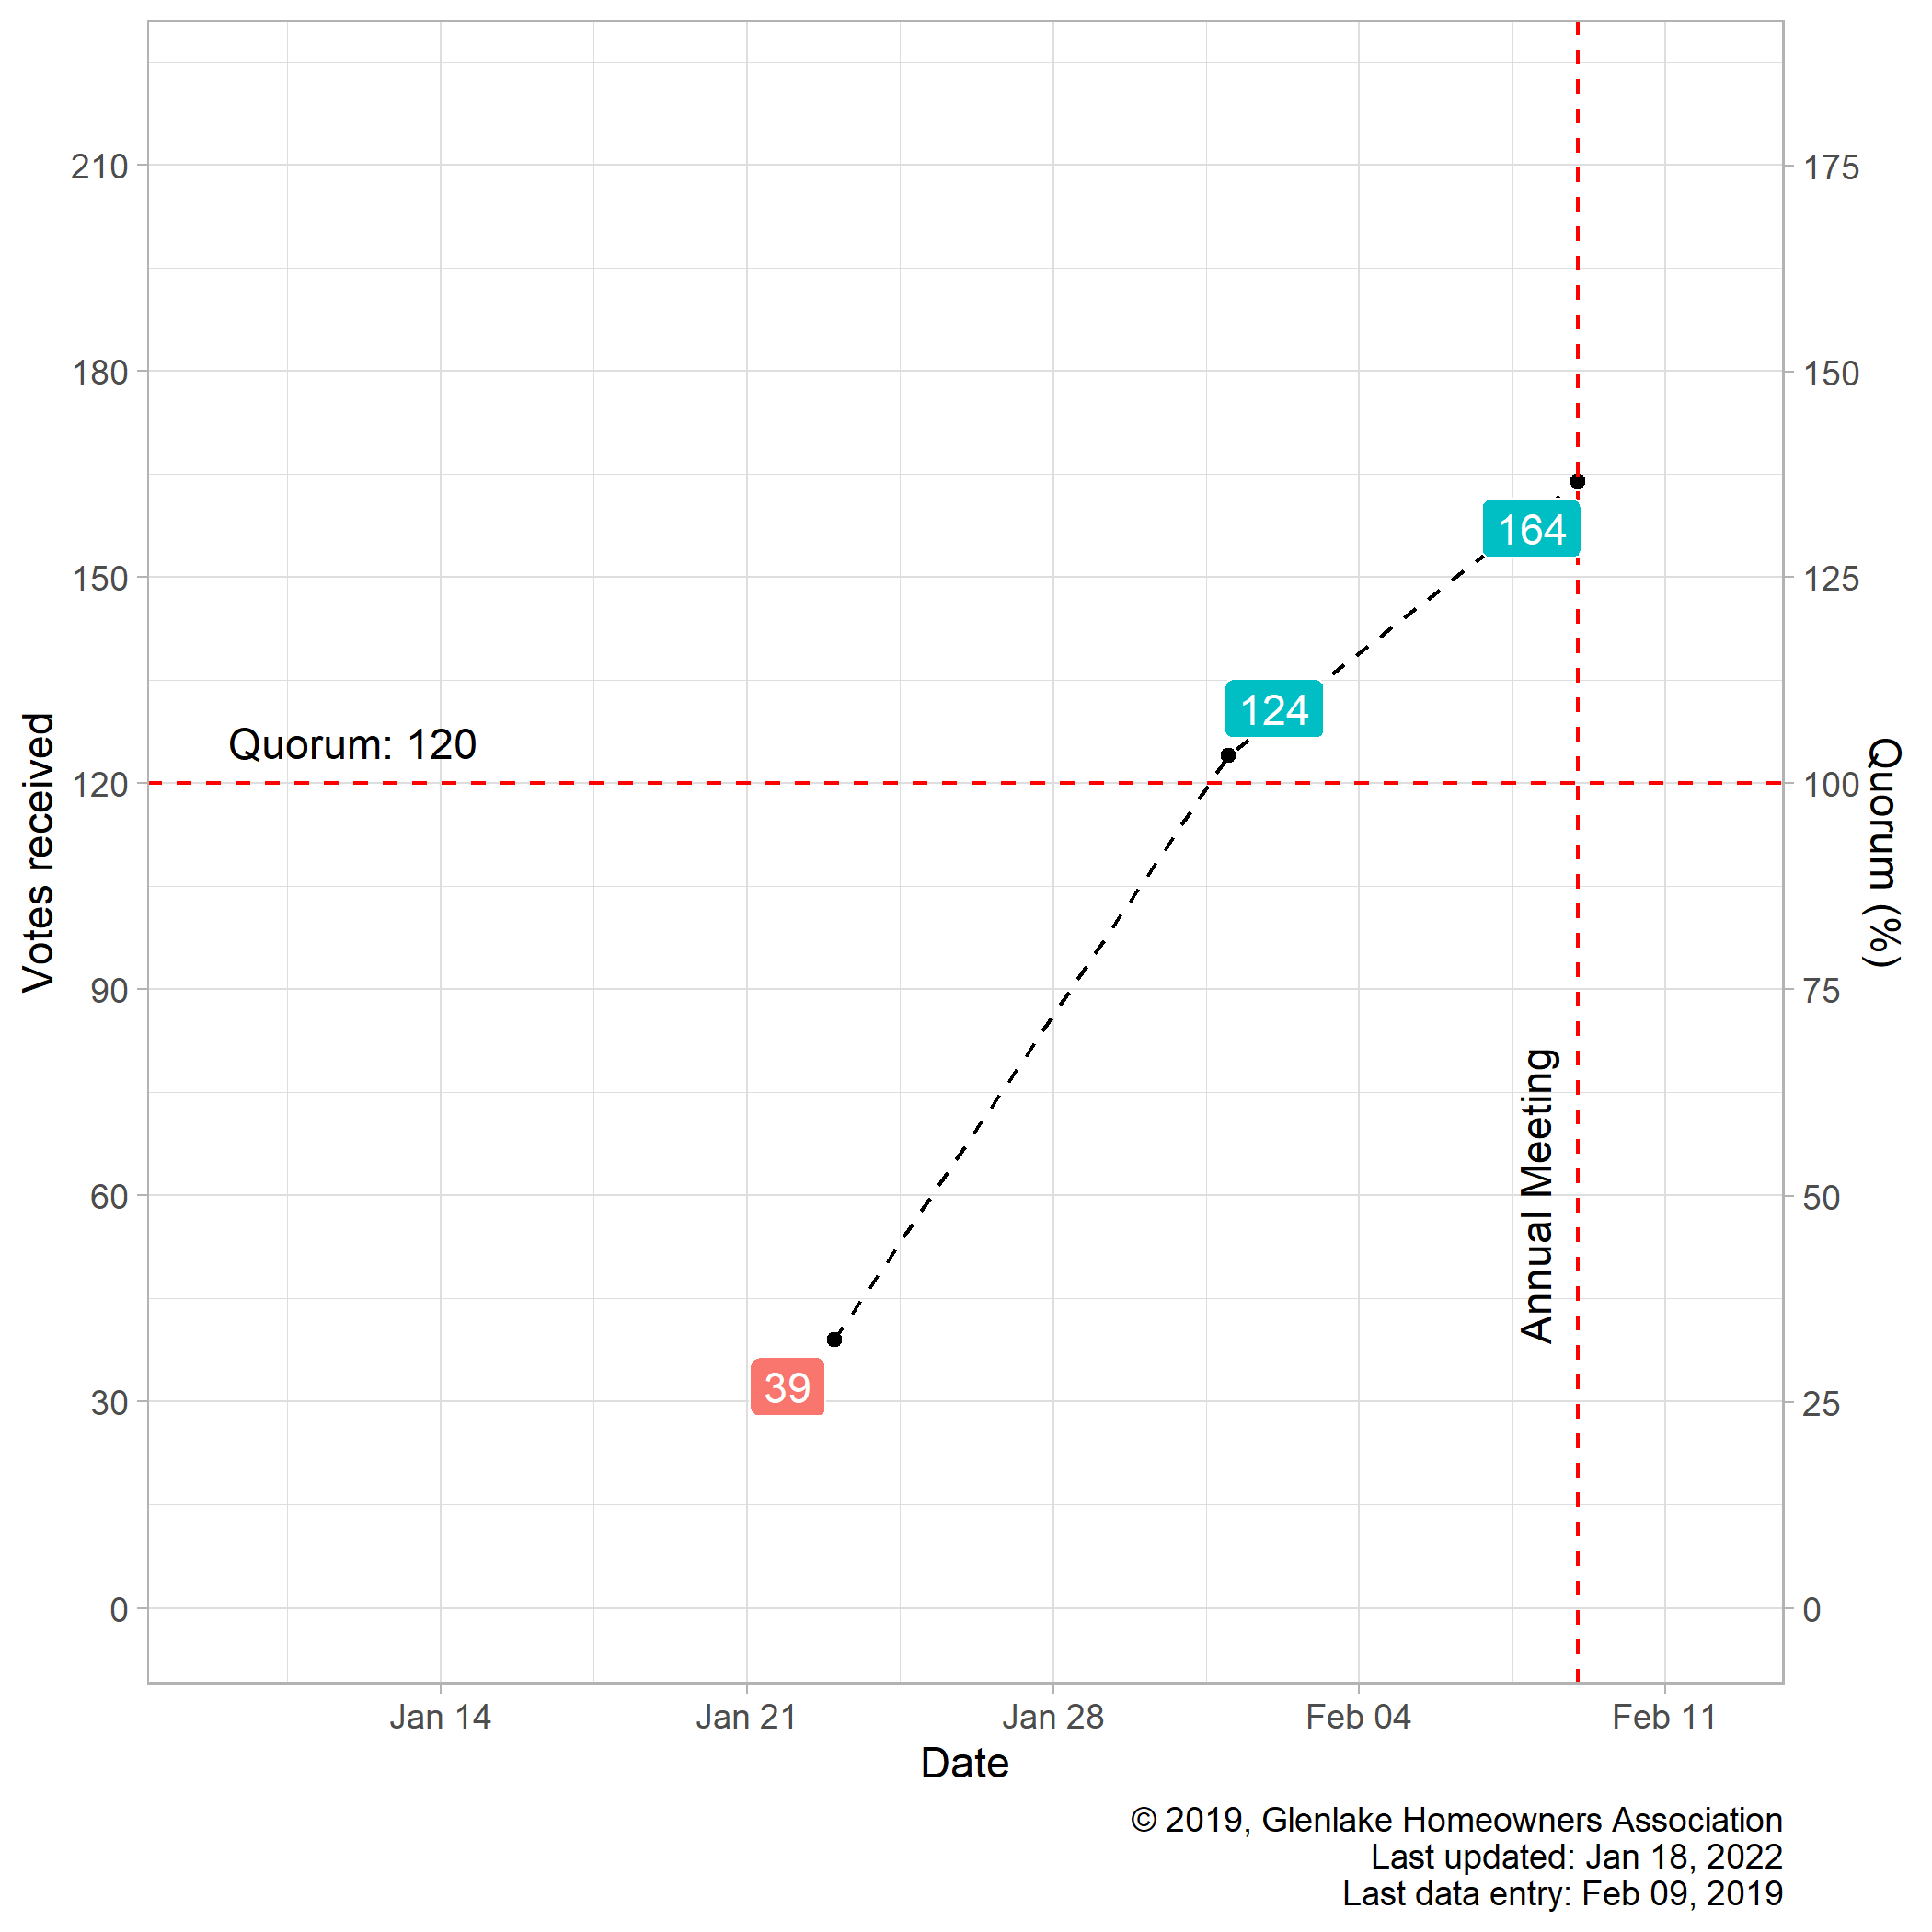 210
180
150
120
90
60
30
0
Votes received
Quorum: 120
39
124
164
Annual Meeting
175
150
125
100
75
50
25
0
Quorum (%)
Jan 14
Jan 21
Jan 28
Feb 04
Feb 11
Date
© 2019, Glenlake Homeowners Association
Last updated: Jan 18, 2022
Last data entry: Feb 09, 2019